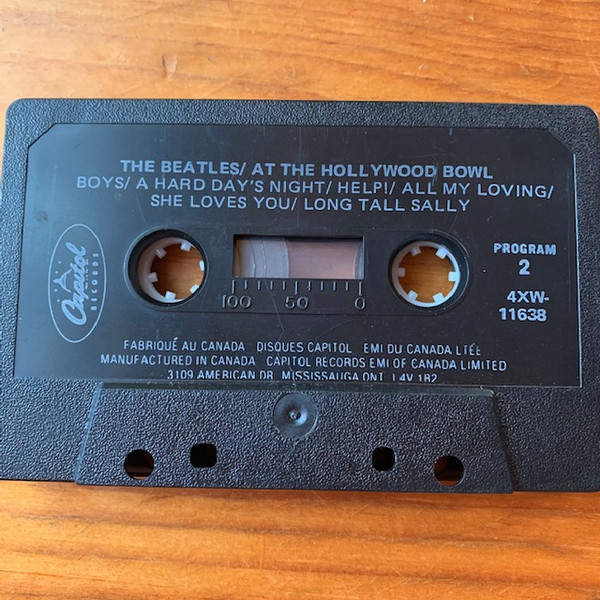 THE BEATLES/ AT THE HOLLYWOOD BOWL
BOYS/ A HARD DAY'S NIGHT/ HELP!/ ALL MY LOVING/
SHE LOVES YOU/ LONG TALL SALLY
Capitol
RECORDS
100 50 0
PROGRAM
2
4XW-
11638
FABRIQUÉ AU CANADA DISQUES CAPITOL EMI DU CANADA LTÉE
MANUFACTURED IN CANADA CAPITOL RECORDS EMI OF CANADA LIMITED
3109 AMERICAN DR. MISSISSAUGA ONT. L4V 1B2